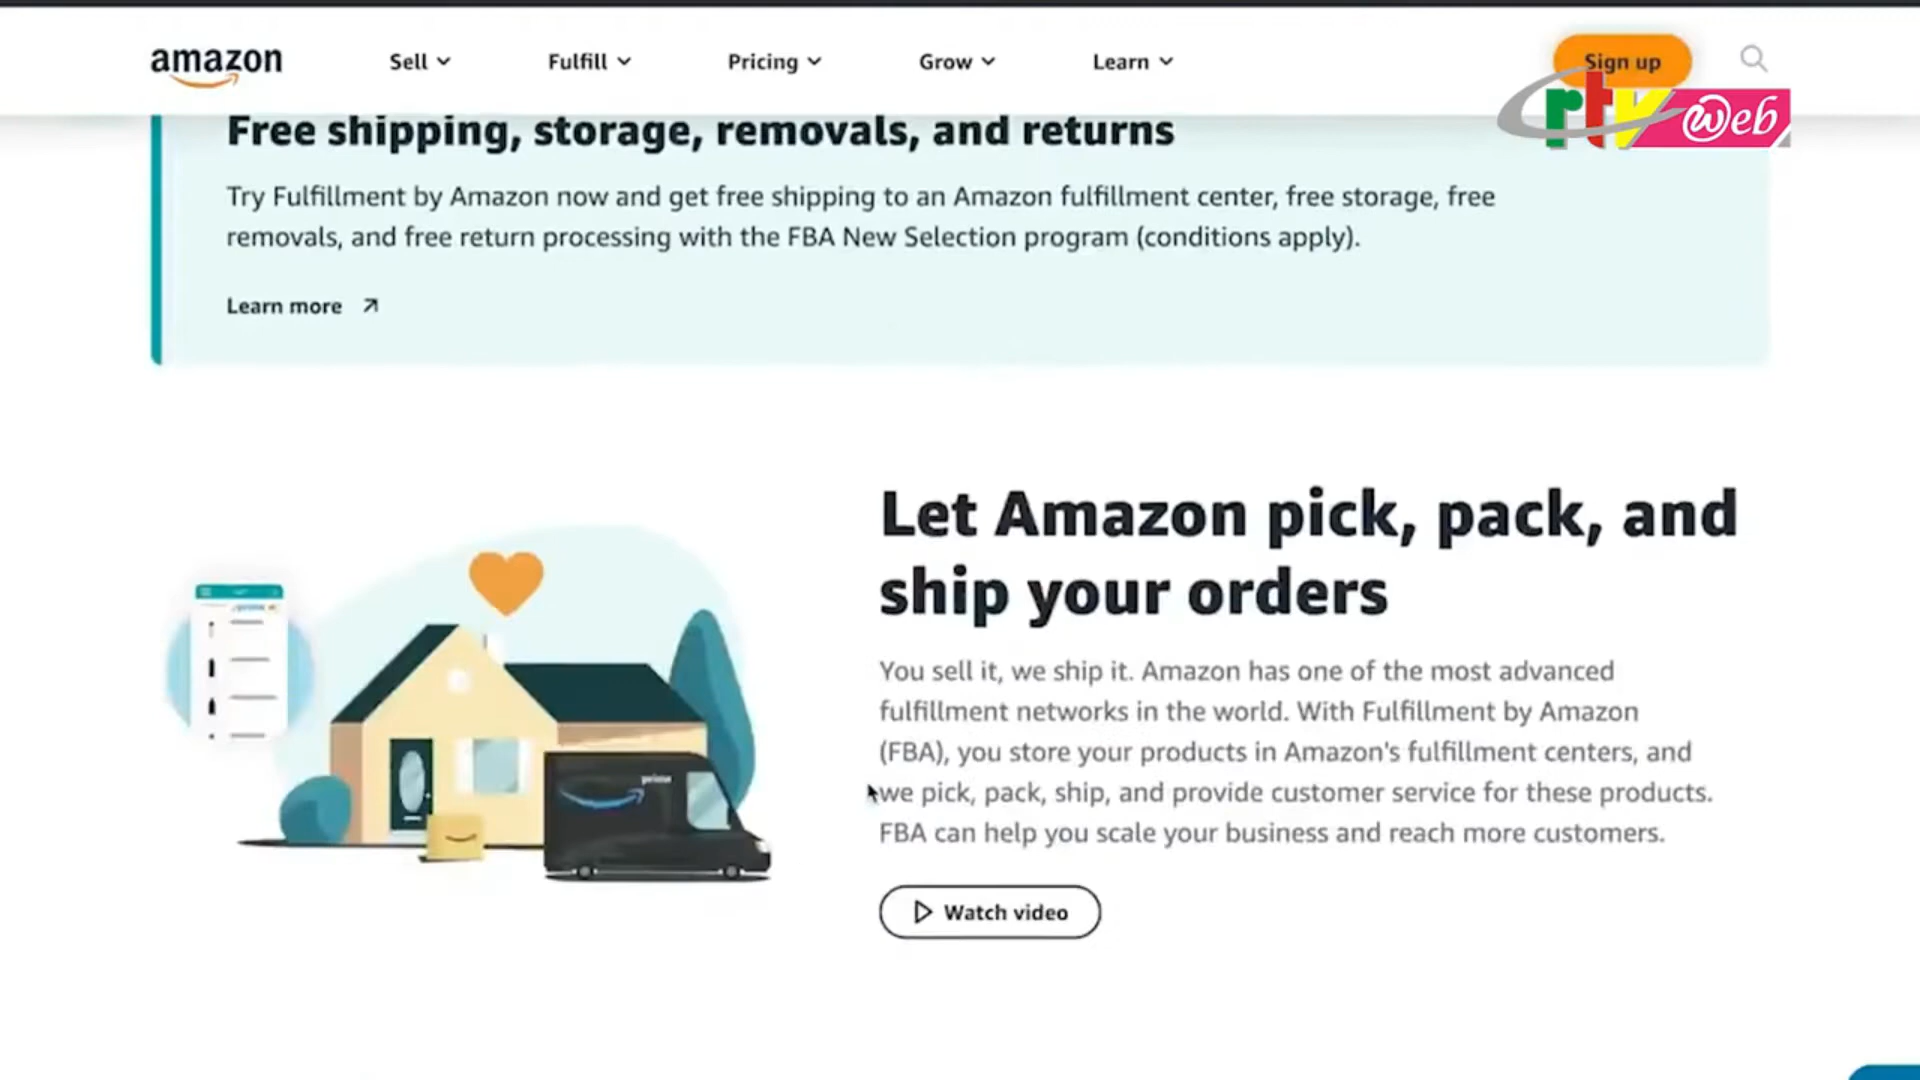 amazon
Sell
Fulfill
Pricing
Grow
Learn
Sign up
crtv web
Free shipping, storage, removals, and returns
Try Fulfillment by Amazon now and get free shipping to an Amazon fulfillment center, free storage, free
removals, and free return processing with the FBA New Selection program (conditions apply).
Learn more
Let Amazon pick, pack, and
ship your orders
You sell it, we ship it. Amazon has one of the most advanced
fulfillment networks in the world. With Fulfillment by Amazon
(FBA), you store your products in Amazon's fulfillment centers, and
we pick, pack, ship, and provide customer service for these products.
FBA can help you scale your business and reach more customers.
Watch video
prime
prime